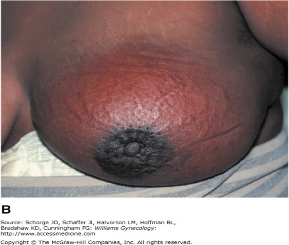 B
Source: Schorge JO, Schaffer JI, Halvorson LM, Hoffman BL,
Bradshaw KD, Cunningham FG: Williams Gynecology:
http://www.accessmedicine.com
Copyright © The McGraw-Hill Companies, Inc. All rights reserved.